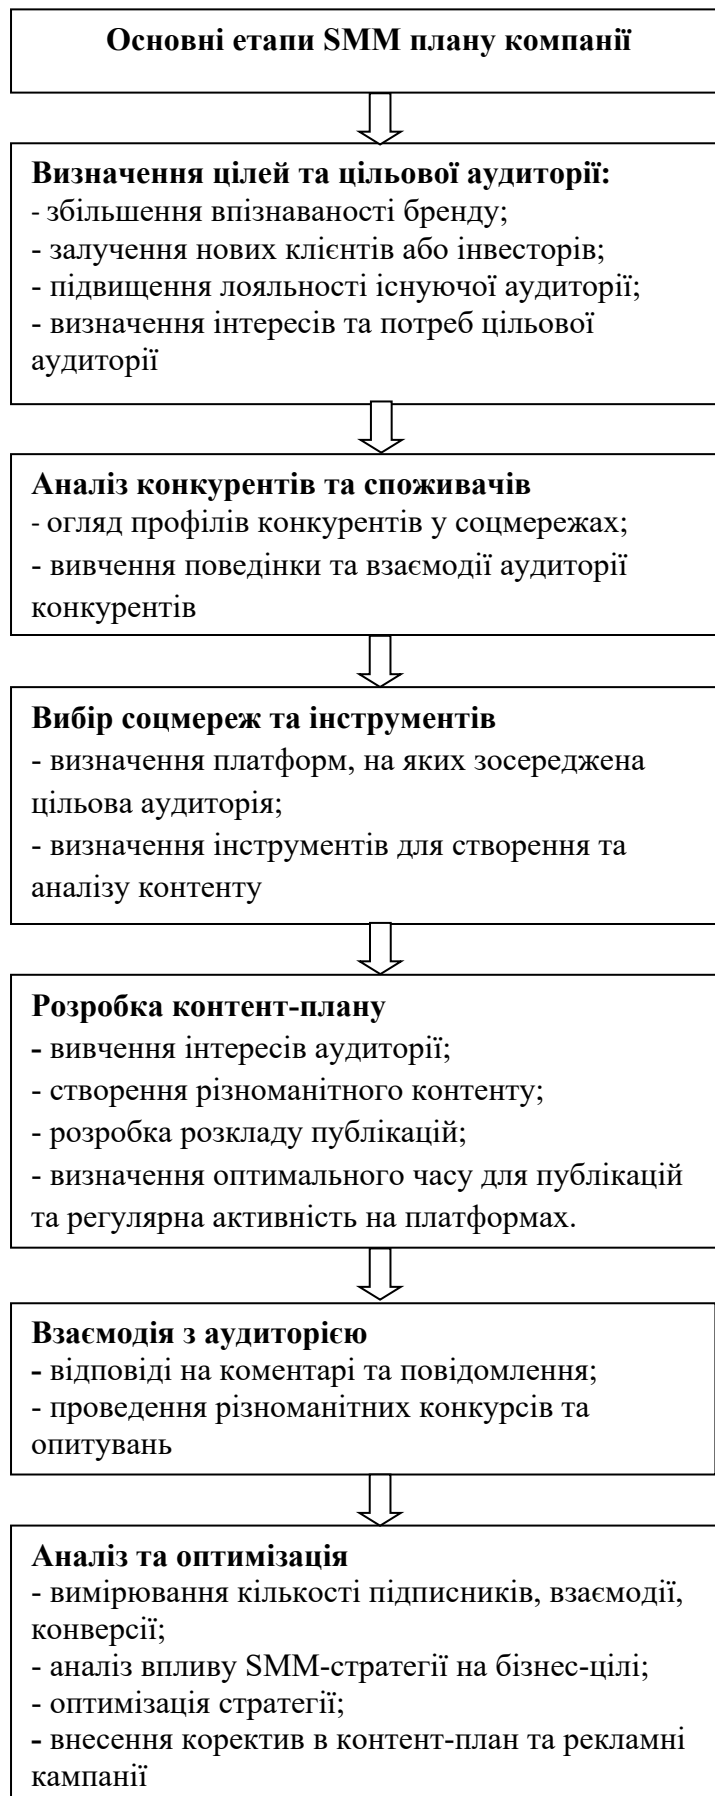 Основні етапи SMM плану компанії
Визначення цілей та цільової аудиторії:
- збільшення впізнаваності бренду;
- залучення нових клієнтів або інвесторів;
- підвищення лояльності існуючої аудиторії;
- визначення інтересів та потреб цільової
аудиторії
Аналіз конкурентів та споживачів
- огляд профілів конкурентів у соцмережах;
- вивчення поведінки та взаємодії аудиторії
конкурентів
Вибір соцмереж та інструментів
- визначення платформ, на яких зосереджена
цільова аудиторія;
- визначення інструментів для створення та
аналізу контенту
Розробка контент-плану
- вивчення інтересів аудиторії;
- створення різноманітного контенту;
- розробка розкладу публікацій;
- визначення оптимального часу для публікацій
та регулярна активність на платформах.
Взаємодія з аудиторією
- відповіді на коментарі та повідомлення;
- проведення різноманітних конкурсів та
опитувань
Аналіз та оптимізація
- вимірювання кількості підписників, взаємодії,
конверсії;
- аналіз впливу SMM-стратегії на бізнес-цілі;
- оптимізація стратегії;
- внесення коректив в контент-план та рекламні
кампанії